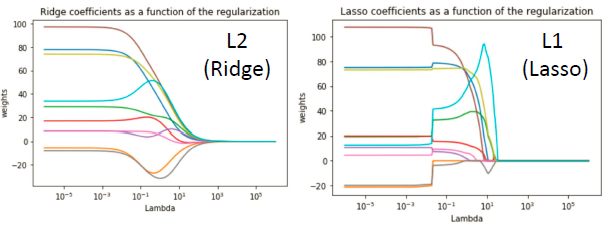 Ridge coefficients as a function of the regularization
L2
(Ridge)
weights
100
80
60
40
20
0
−20
10⁻⁵ 10⁻³ 10⁻¹ 10¹ 10³ 10⁵
Lambda
Lasso coefficients as a function of the regularization
L1
(Lasso)
weights
100
80
60
40
20
0
−20
10⁻⁵ 10⁻³ 10⁻¹ 10¹ 10³ 10⁵
Lambda